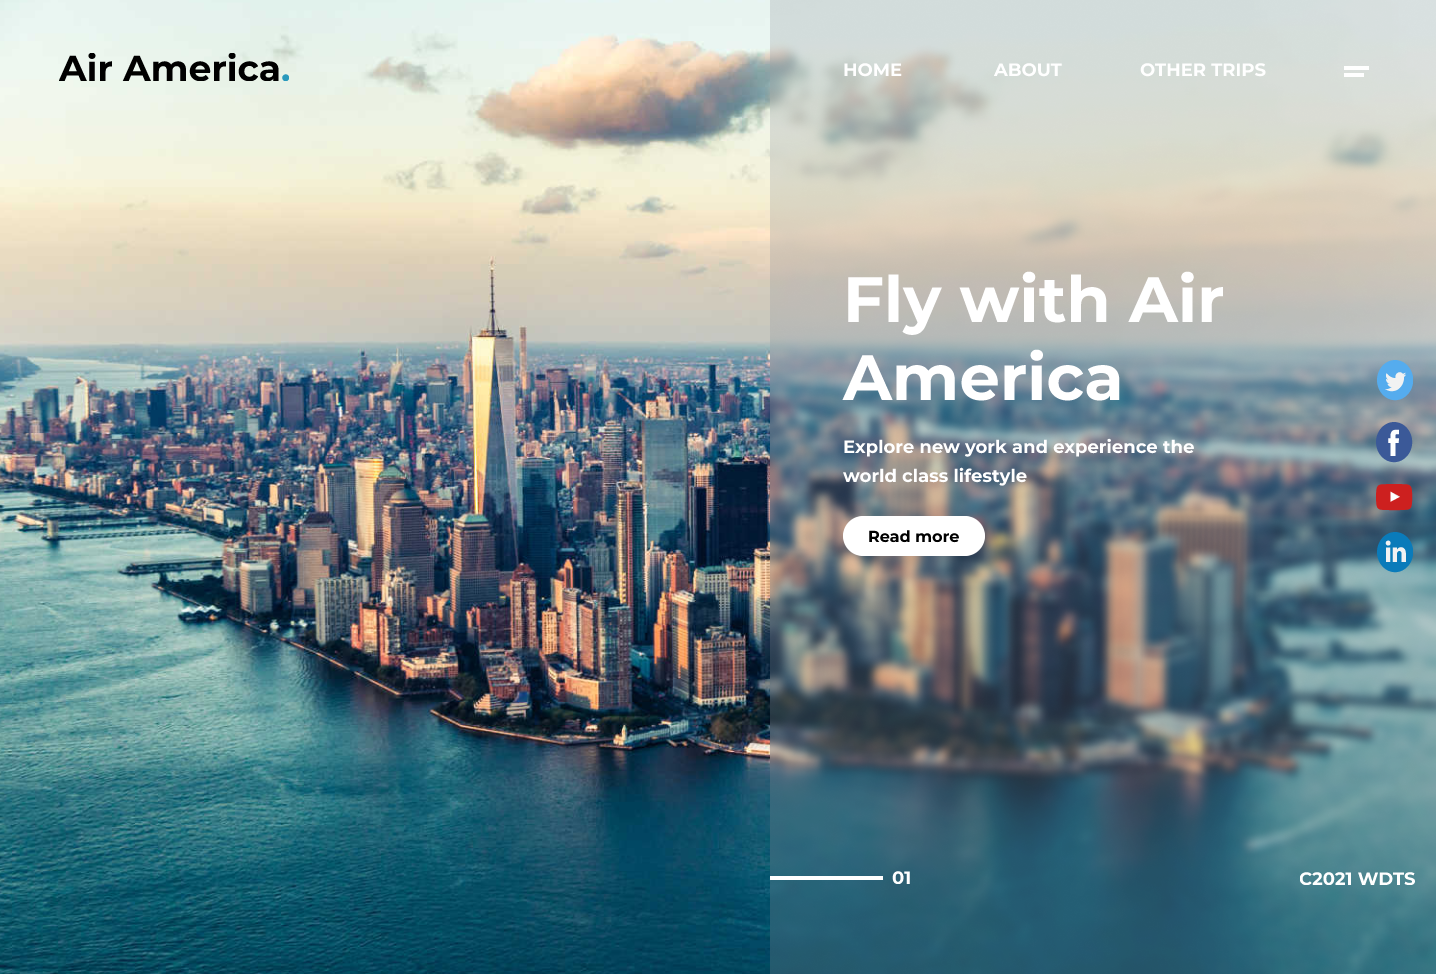 Air America.
HOME ABOUT OTHER TRIPS
Fly with Air
America
Explore new york and experience the
world class lifestyle
Read more
01
C2021 WDTS